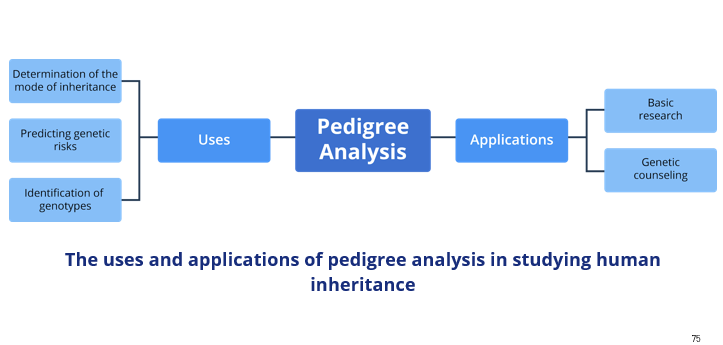 Determination of the
mode of inheritance
Predicting genetic
risks
Identification of
genotypes
Uses
Pedigree
Analysis
Applications
Basic
research
Genetic
counseling
The uses and applications of pedigree analysis in studying human
inheritance
75